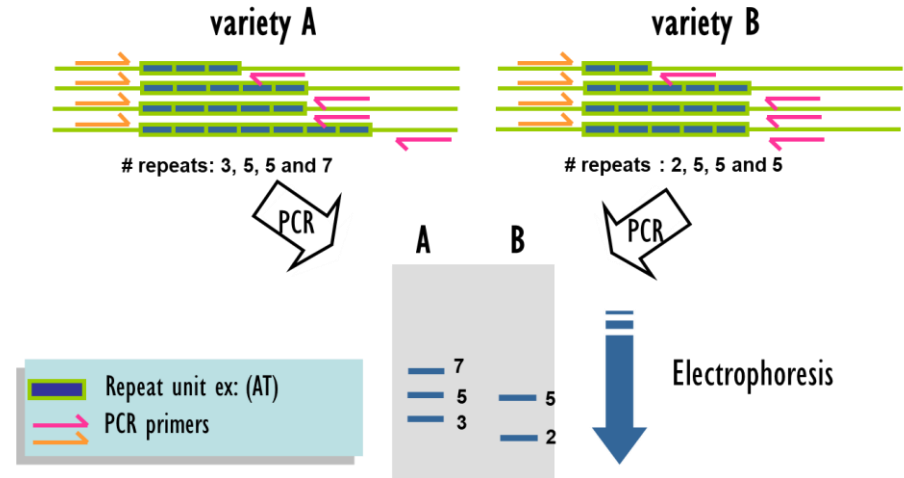 variety A
variety B
# repeats: 3, 5, 5 and 7
# repeats : 2, 5, 5 and 5
PCR
PCR
A
B
7
5
3
5
2
Electrophoresis
Repeat unit ex: (AT)
PCR primers